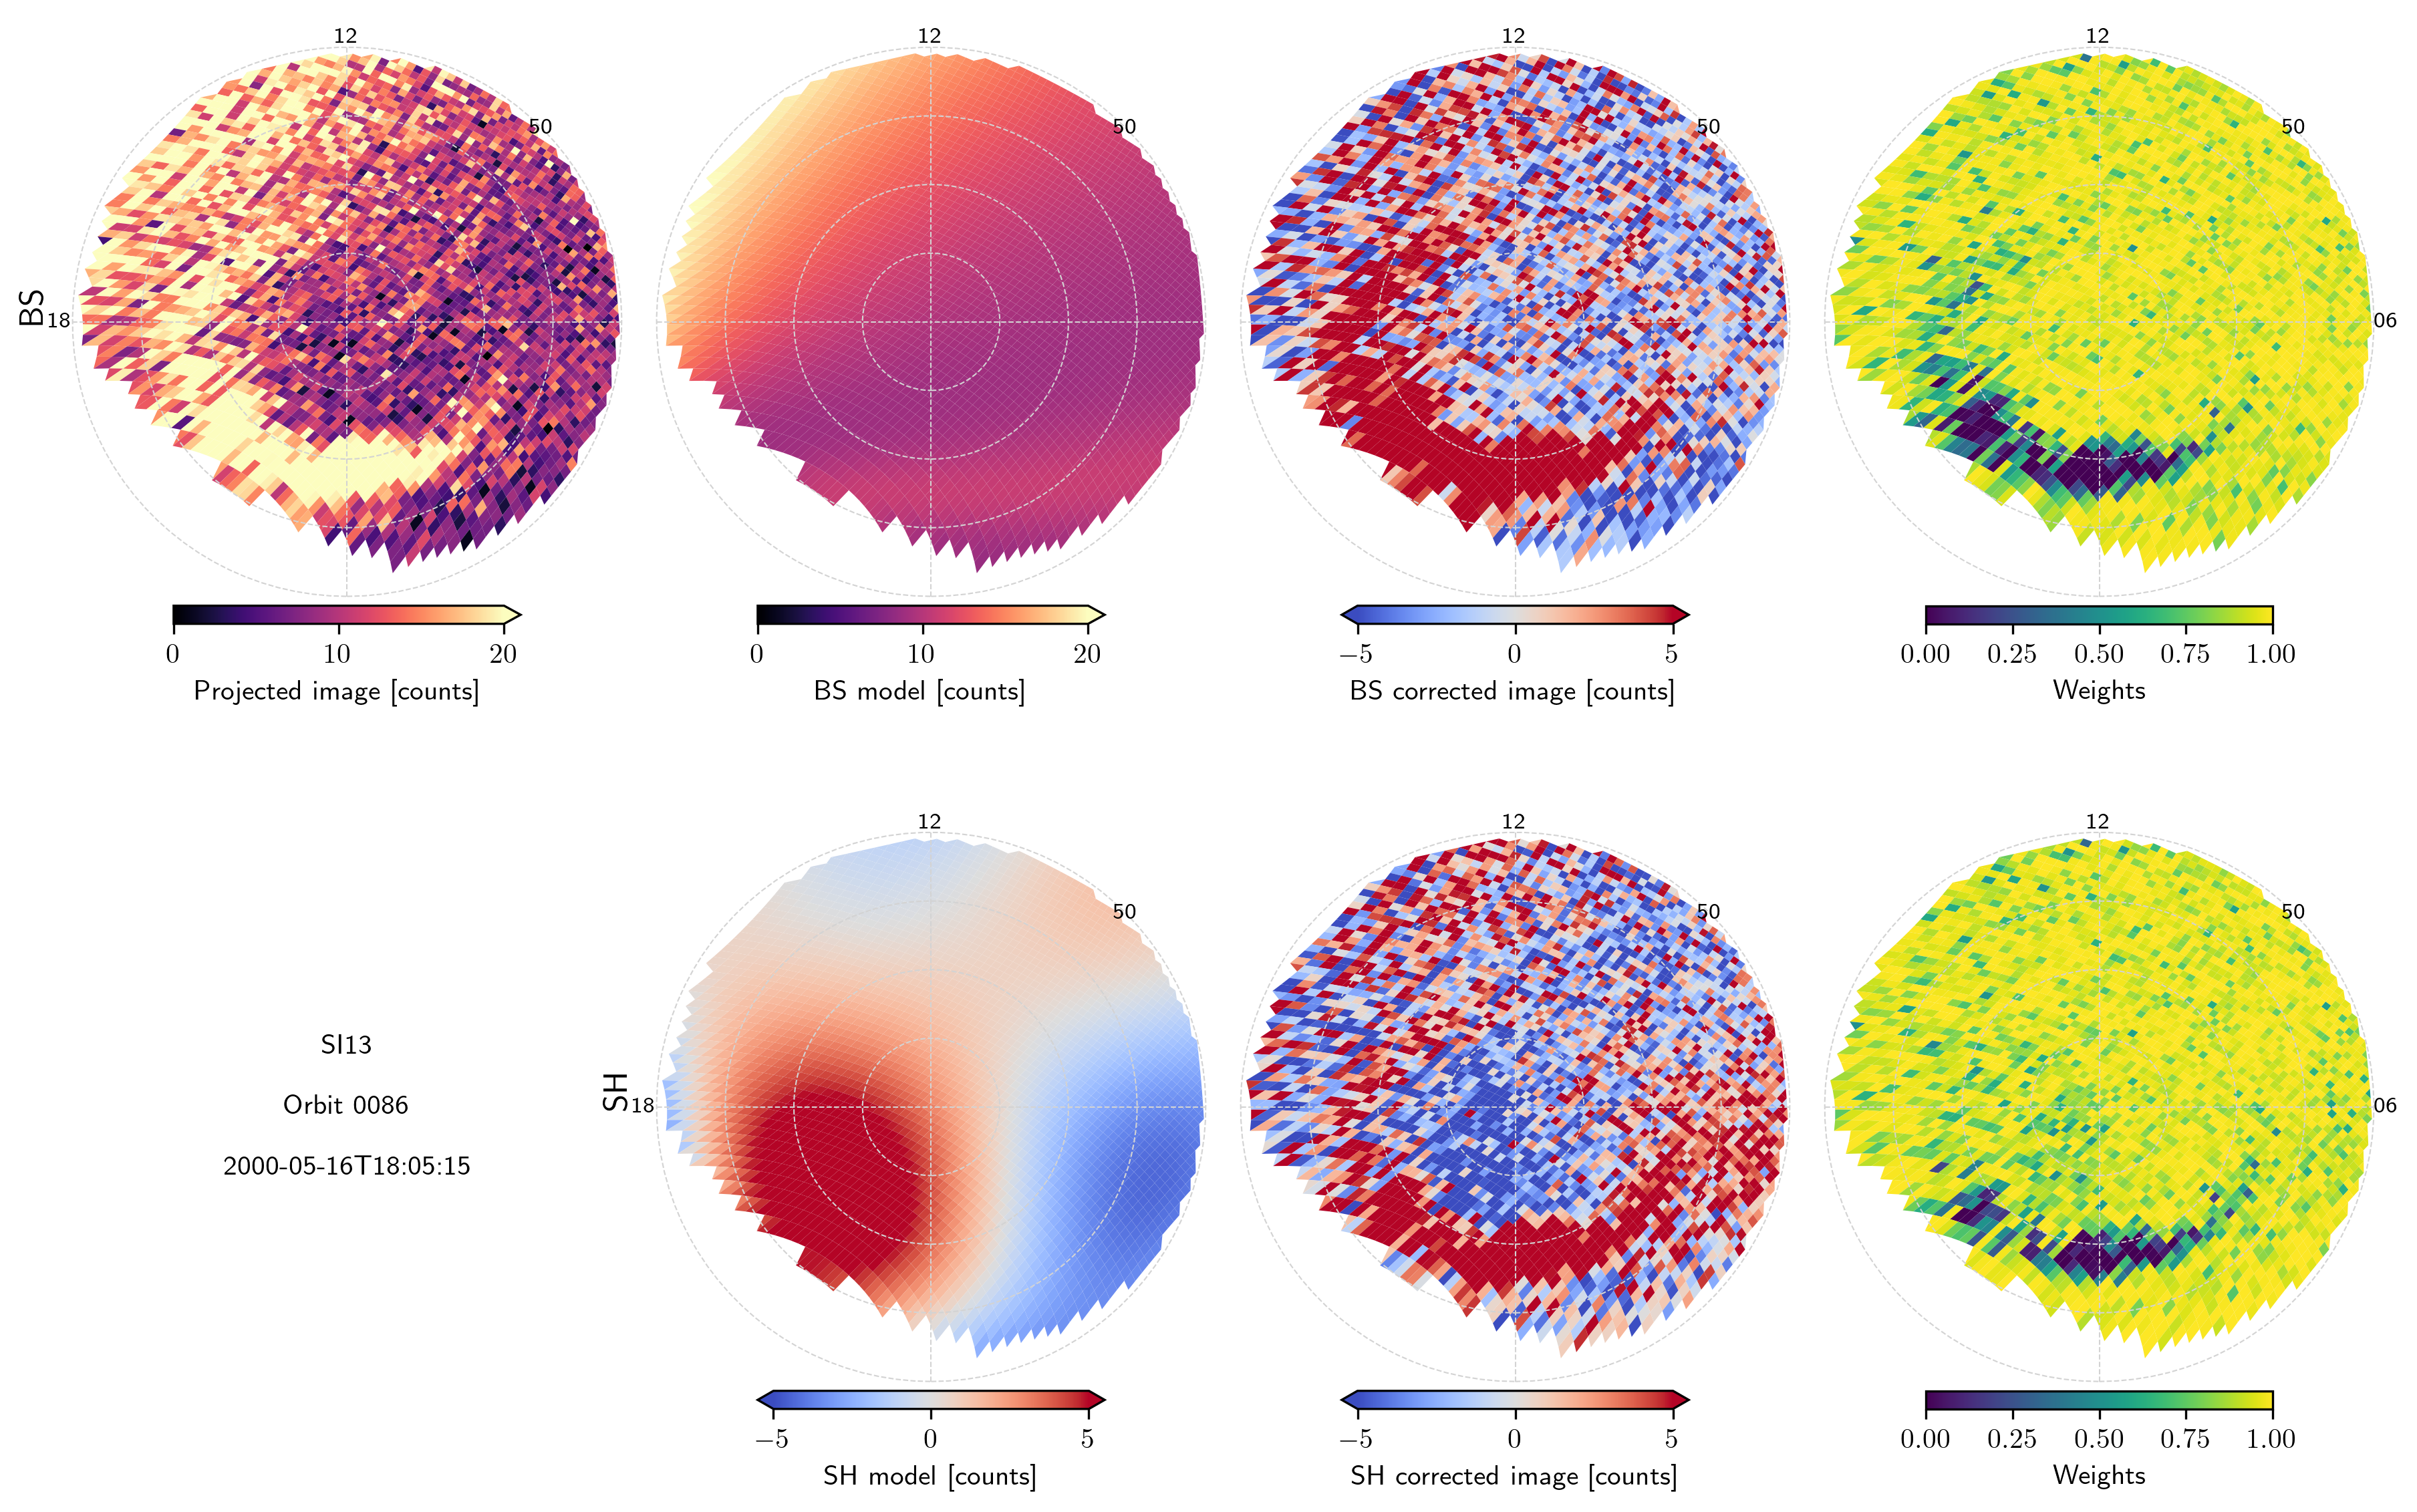 12 12 12 12
50 50 50 50
BS 18 06
0 10 20 0 10 20 −5 0 5 0.00 0.25 0.50 0.75 1.00
Projected image [counts] BS model [counts] BS corrected image [counts] Weights
12 12 12
50 50 50
SI13
Orbit 0086
2000-05-16T18:05:15
SH 18 06
−5 0 5 −5 0 5 0.00 0.25 0.50 0.75 1.00
SH model [counts] SH corrected image [counts] Weights